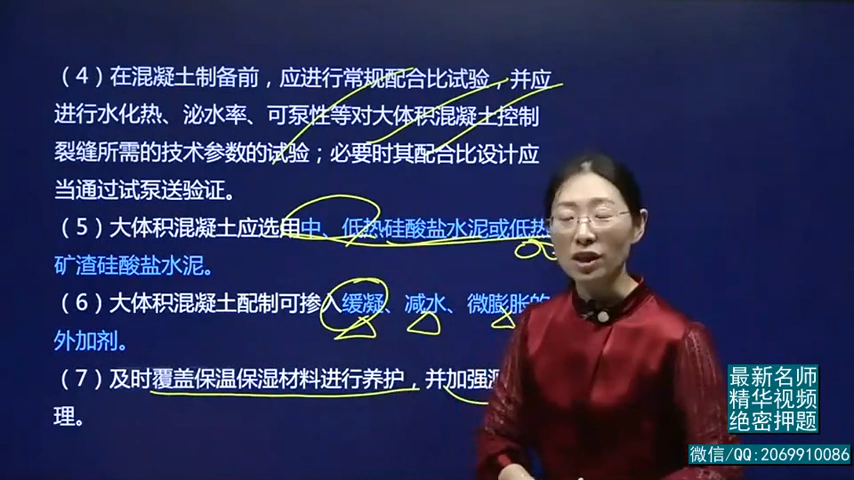 （4）在混凝土制备前，应进行常规配合比试验，并应
进行水化热、泌水率、可泵性等对大体积混凝土控制
裂缝所需的技术参数的试验；必要时其配合比设计应
当通过试泵送验证。
（5）大体积混凝土应选用中、低热硅酸盐水泥或低热
矿渣硅酸盐水泥。
（6）大体积混凝土配制可掺入缓凝、减水、微膨胀的
外加剂。
（7）及时覆盖保温保湿材料进行养护，并加强
理。
最新名师
精华视频
绝密押题
微信/QQ:2069910086